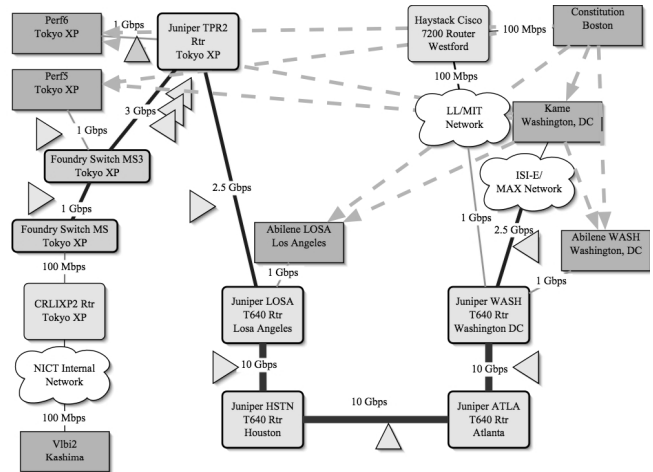 Perf6
Tokyo XP
1 Gbps
Juniper TPR2
Rtr
Tokyo XP
Haystack Cisco
7200 Router
Westford
100 Mbps
Constitution
Boston
Perf5
Tokyo XP
3 Gbps
100 Mbps
LL/MIT
Network
Kame
Washington, DC
1 Gbps
Foundry Switch MS3
Tokyo XP
ISI-E/
MAX Network
2.5 Gbps
1 Gbps
1 Gbps
2.5 Gbps
Foundry Switch MS
Tokyo XP
Abilene LOSA
Los Angeles
Abilene WASH
Washington, DC
100 Mbps
1 Gbps
1 Gbps
CRLIXP2 Rtr
Tokyo XP
Juniper LOSA
T640 Rtr
Losa Angeles
Juniper WASH
T640 Rtr
Washington DC
NICT Internal
Network
10 Gbps
10 Gbps
100 Mbps
Juniper HSTN
T640 Rtr
Houston
10 Gbps
Juniper ATLA
T640 Rtr
Atlanta
Vlbi2
Kashima